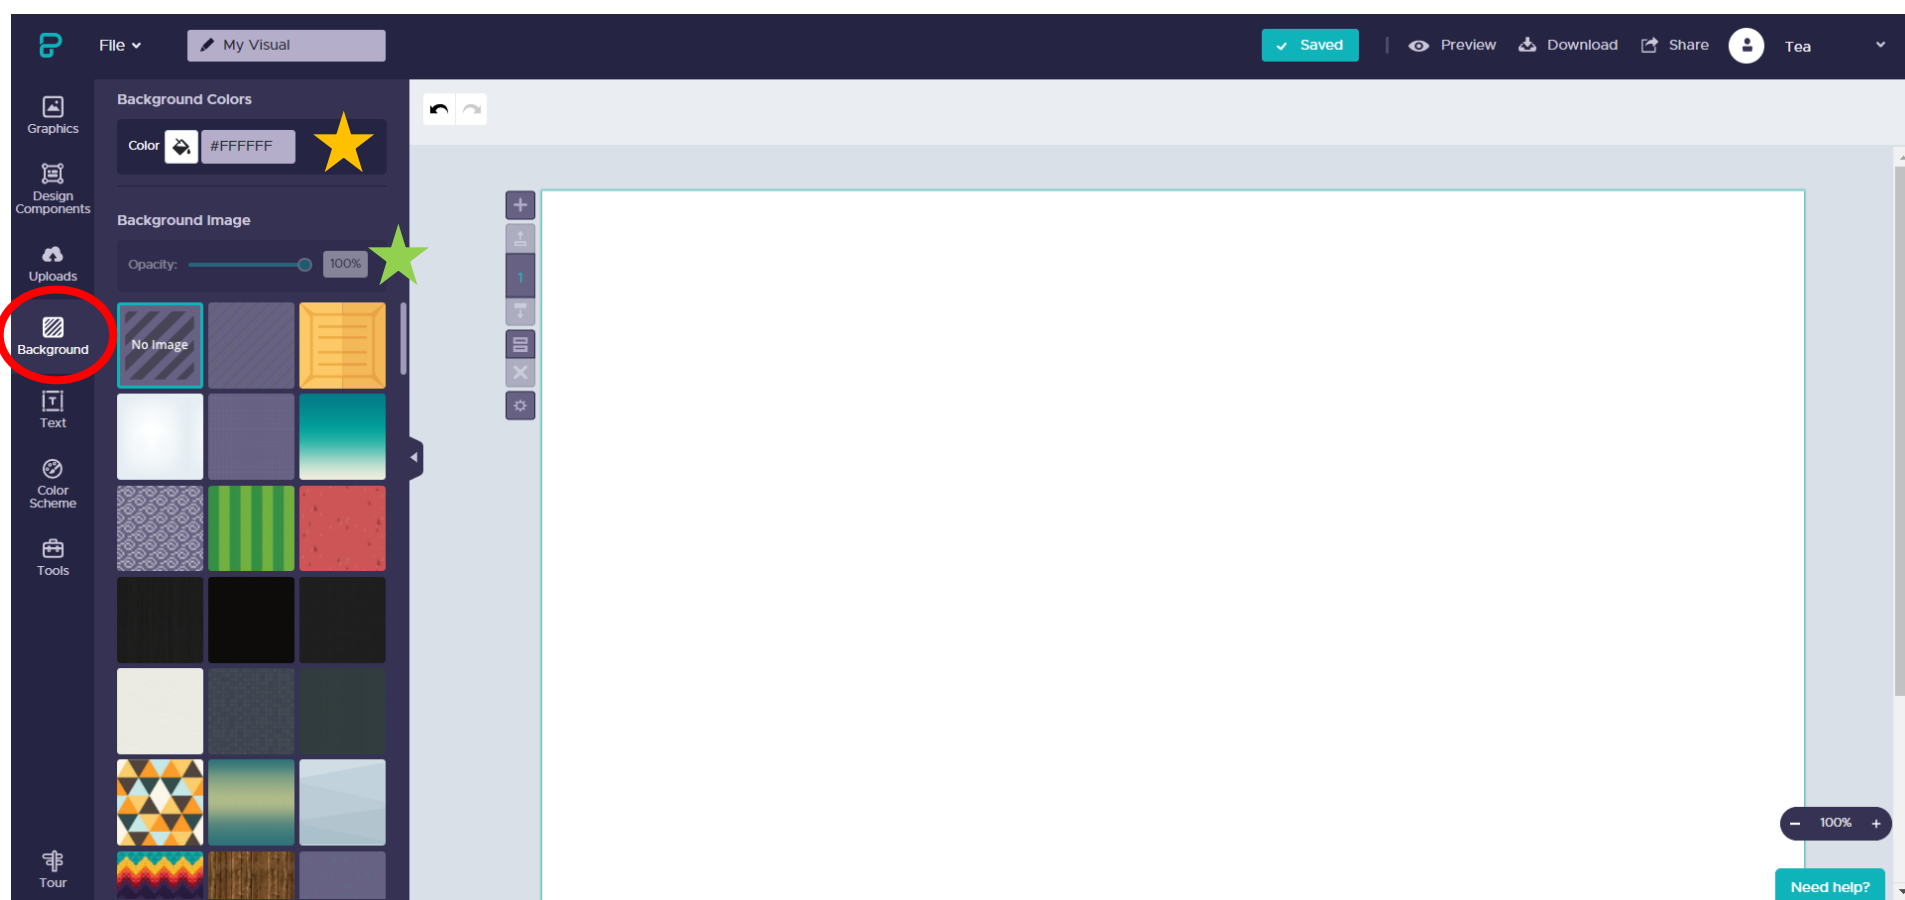 File
My Visual
Saved
Preview
Download
Share
Tea
Graphics
Design
Components
Uploads
Background
Text
Color
Scheme
Tools
Tour
Background Colors
Color
#FFFFFF
Background Image
Opacity:
100%
No Image
1
100%
Need help?